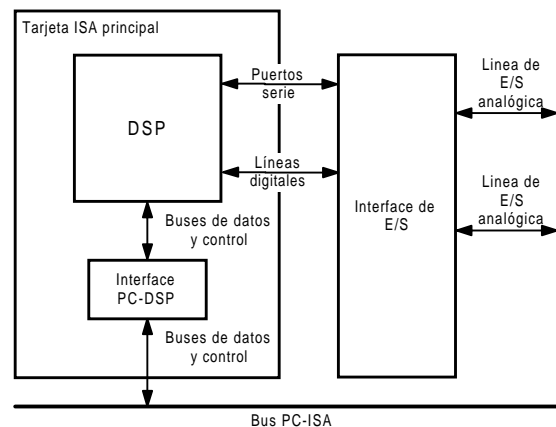 Tarjeta ISA principal
DSP
Puertos
serie
Líneas
digitales
Buses de datos
y control
Interface
PC-DSP
Buses de datos
y control
Interface de
E/S
Linea de
E/S
analógica
Linea de
E/S
analógica
Bus PC-ISA